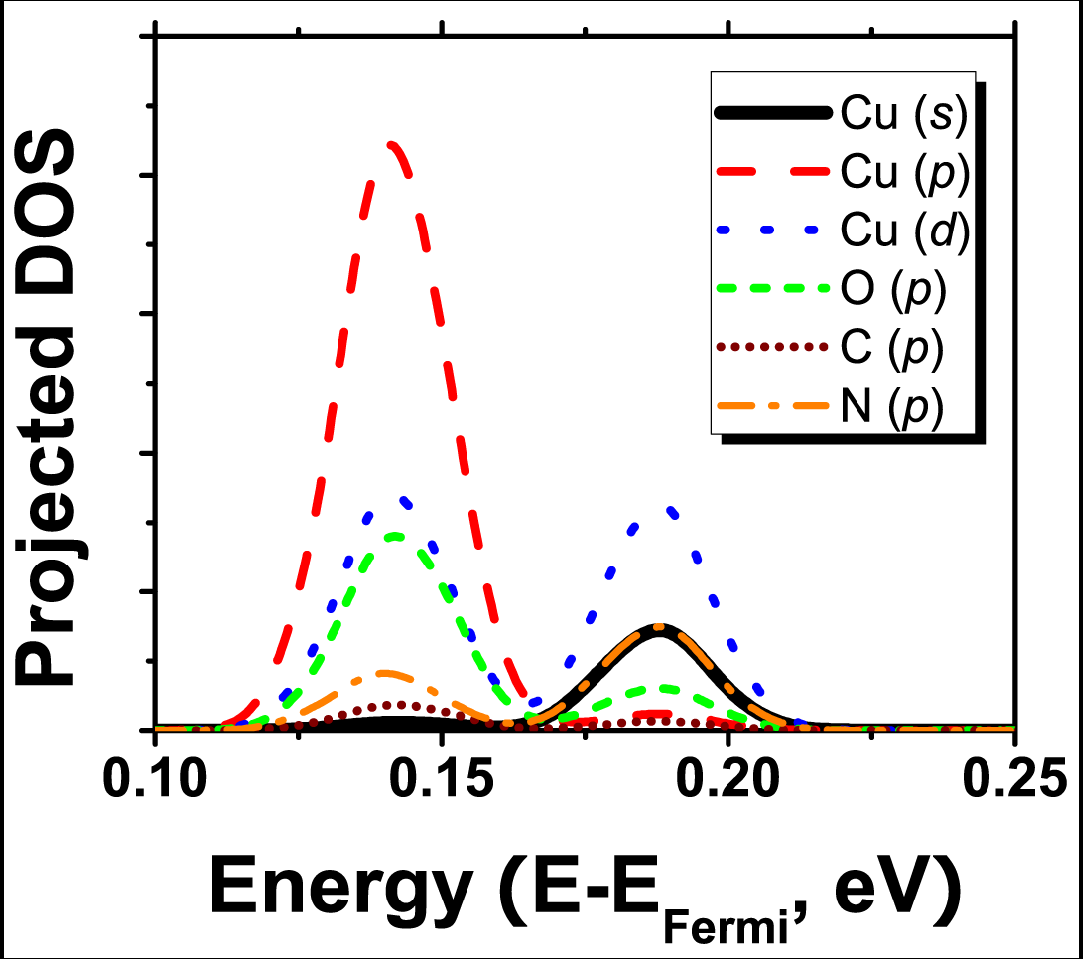 Projected DOS
Cu (s)
Cu (p)
Cu (d)
O (p)
C (p)
N (p)
0.10 0.15 0.20 0.25
Energy (E-EFermi, eV)